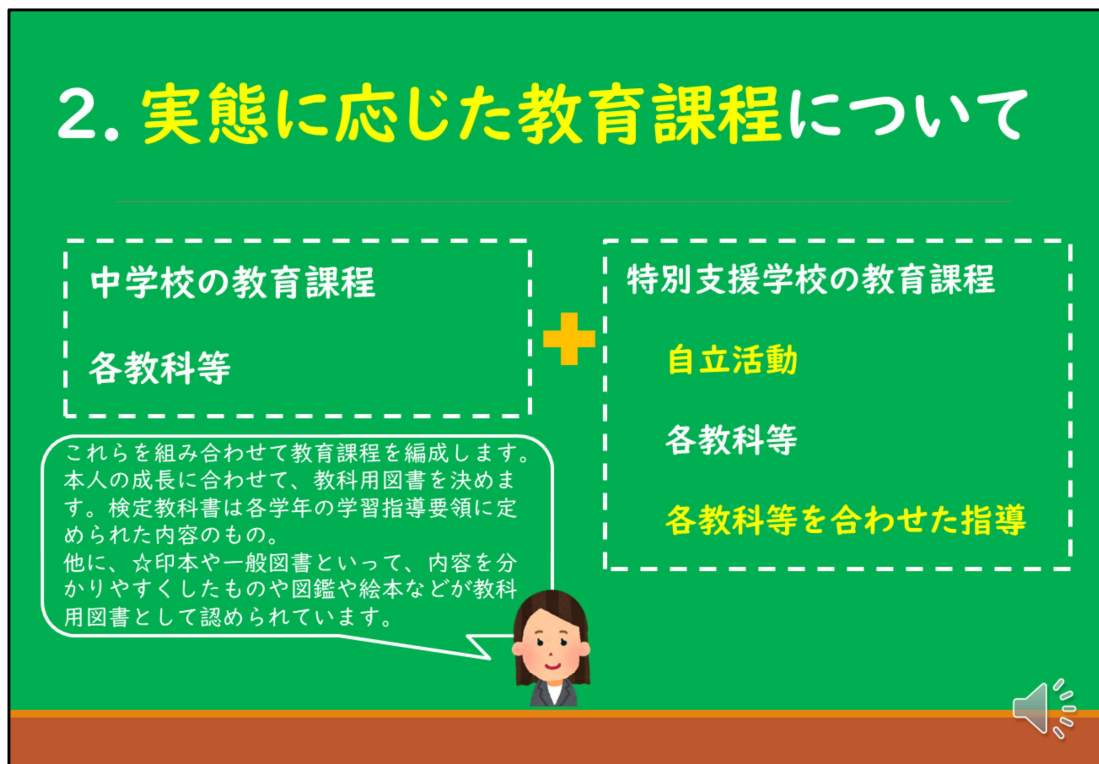 2. 実態に応じた教育課程について
中学校の教育課程
各教科等
特別支援学校の教育課程
自立活動
各教科等
各教科等を合わせた指導
これらを組み合わせて教育課程を編成します。
本人の成長に合わせて、教科用図書を決めま
す。検定教科書は各学年の学習指導要領に定
められた内容のもの。
他に、☆印本や一般図書といって、内容を分
かりやすくしたものや図鑑や絵本などが教科
用図書として認められています。